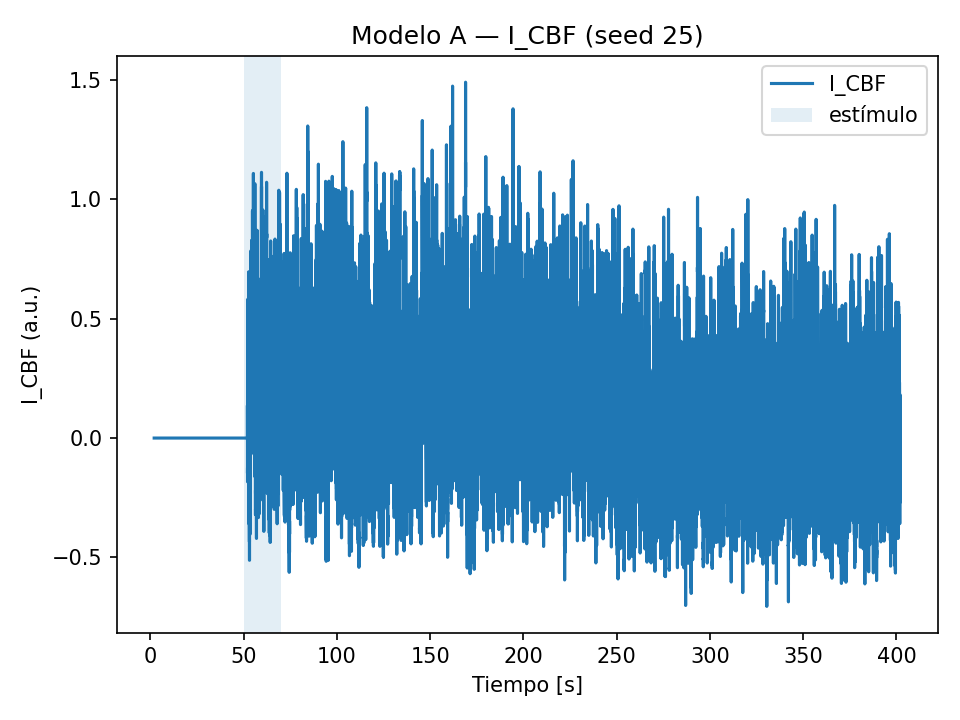 Modelo A — I_CBF (seed 25)
I_CBF
estímulo
I_CBF (a.u.)
1.5
1.0
0.5
0.0
−0.5
0 50 100 150 200 250 300 350 400
Tiempo [s]